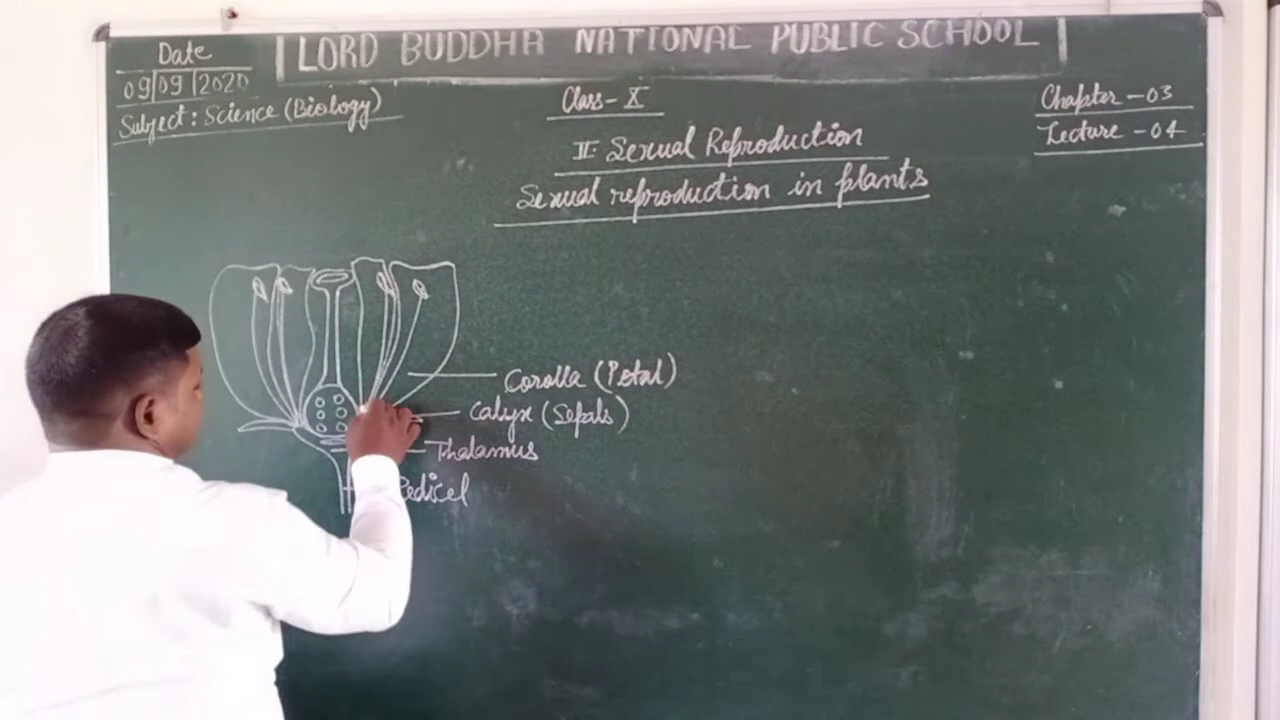 Date
09/09/2020
Subject: Science (Biology)
LORD BUDDHA NATIONAL PUBLIC SCHOOL
Class - X
II. Sexual Reproduction
Sexual reproduction in plants
Chapter - 03
Lecture - 04
Corolla (Petal)
Calyx (Sepals)
Thalamus
Pedicel